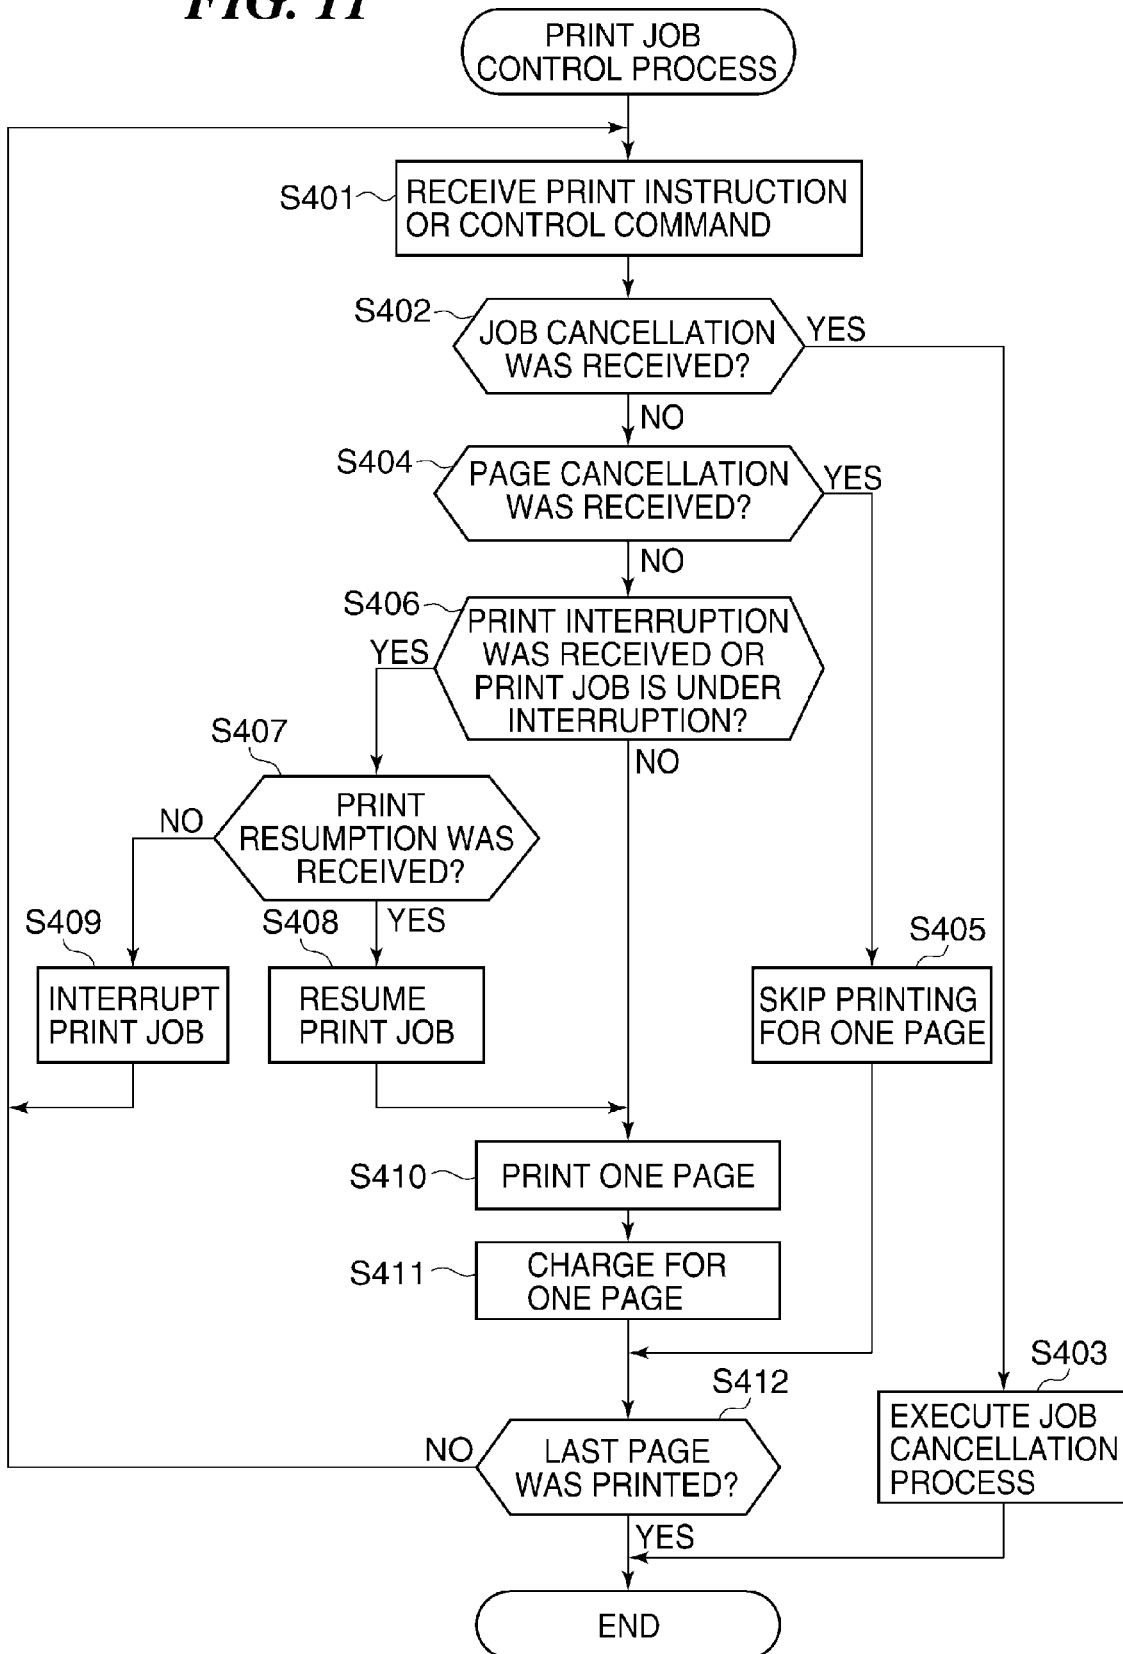 FIG. 11
PRINT JOB
CONTROL PROCESS
S401
RECEIVE PRINT INSTRUCTION
OR CONTROL COMMAND
S402
JOB CANCELLATION
WAS RECEIVED?
YES
NO
S404
PAGE CANCELLATION
WAS RECEIVED?
YES
NO
S406
PRINT INTERRUPTION
WAS RECEIVED OR
PRINT JOB IS UNDER
INTERRUPTION?
YES
NO
S407
PRINT
RESUMPTION WAS
RECEIVED?
NO
YES
S409
INTERRUPT
PRINT JOB
S408
RESUME
PRINT JOB
S405
SKIP PRINTING
FOR ONE PAGE
S410
PRINT ONE PAGE
S411
CHARGE FOR
ONE PAGE
S412
LAST PAGE
WAS PRINTED?
NO
YES
S403
EXECUTE JOB
CANCELLATION
PROCESS
END